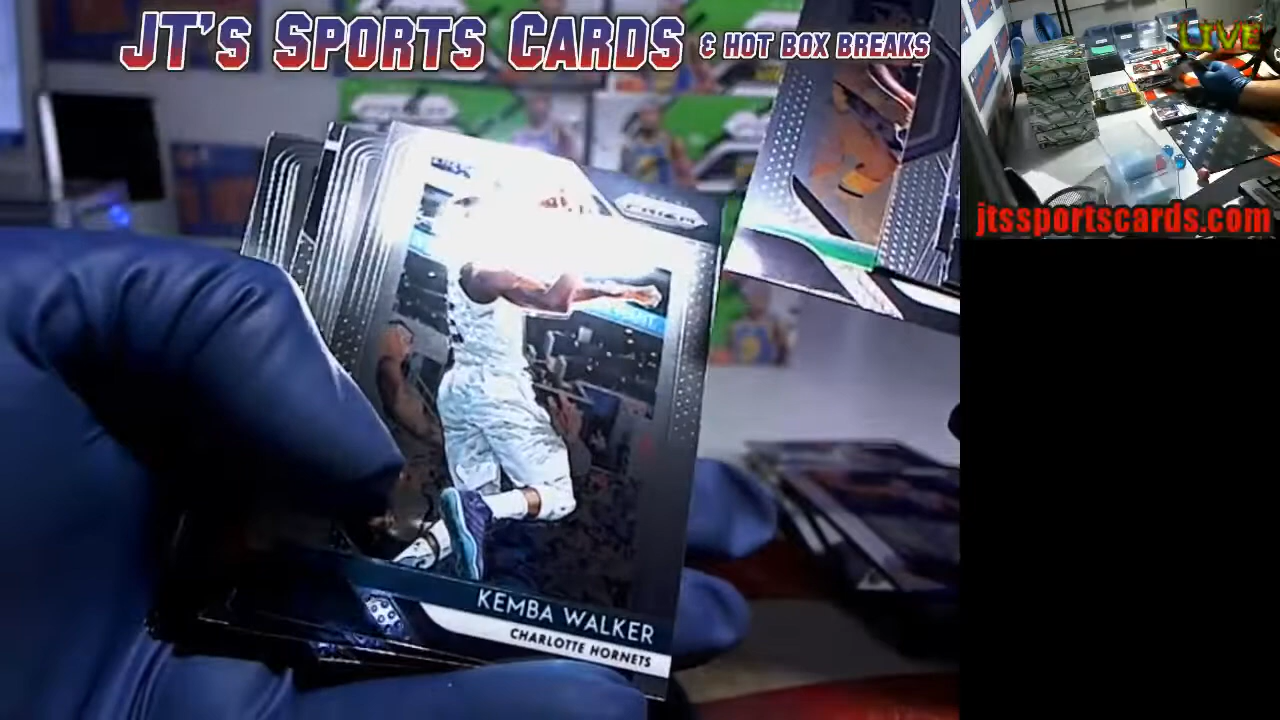 JT's Sports Cards & Hot Box Breaks
LIVE
jtssportscards.com
PRIZM
KEMBA WALKER
CHARLOTTE HORNETS